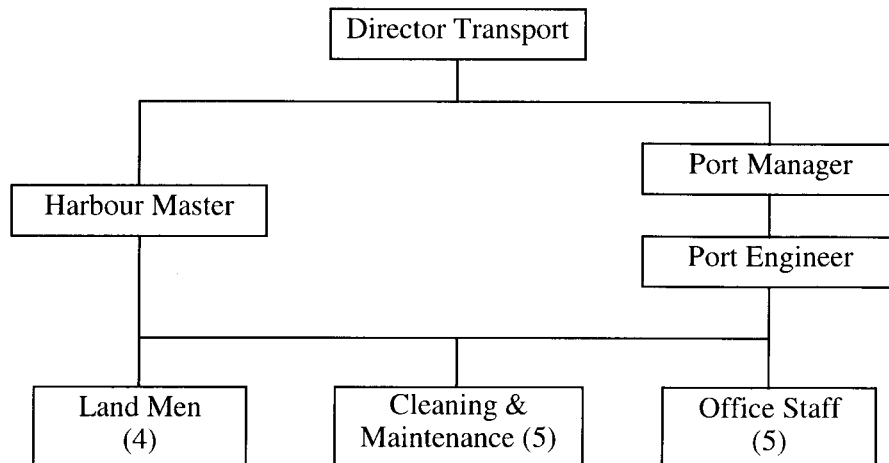 Director Transport
Port Manager
Harbour Master
Port Engineer
Land Men
(4)
Cleaning &
Maintenance (5)
Office Staff
(5)